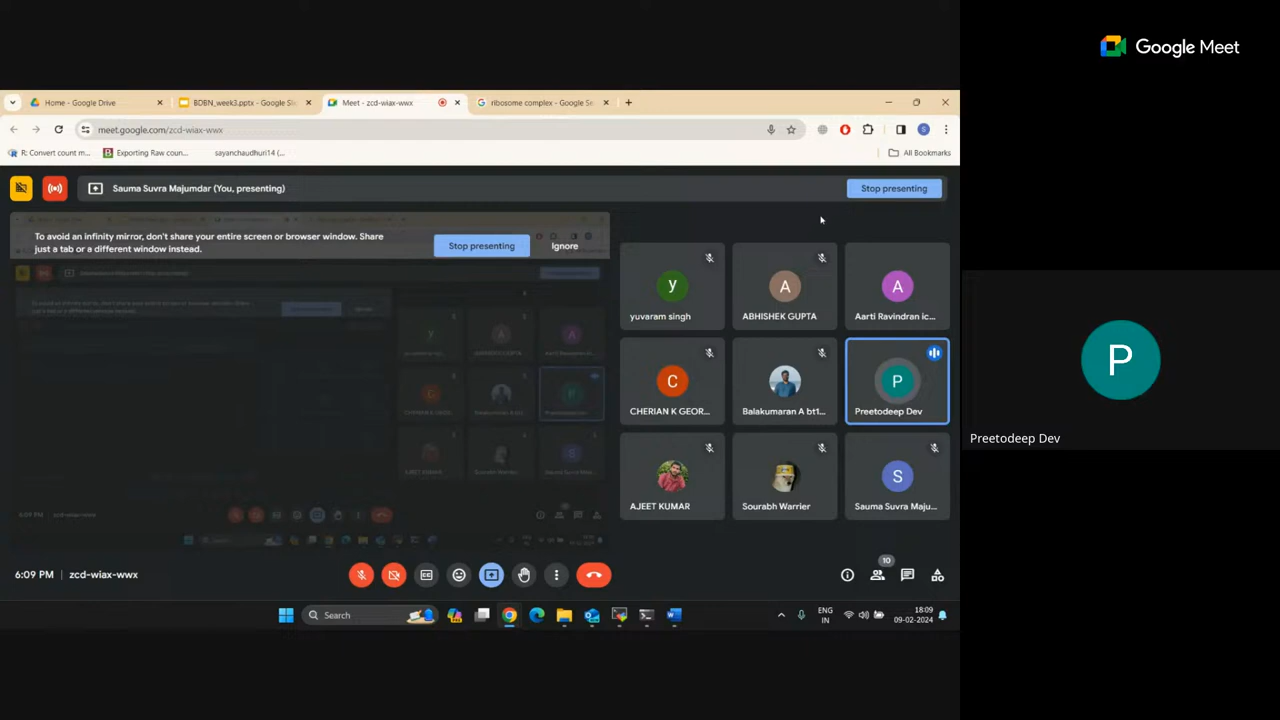 Google Meet
Home - Google Drive
BDBN_week3.pptx - Google Sl
Meet - zcd-wiax-wwx
ribosome complex - Google Se
meet.google.com/zcd-wiax-wwx
S
R: Convert count m...
Exporting Raw coun...
sayanchaudhuri14 (...
All Bookmarks
Sauma Suvra Majumdar (You, presenting)
Stop presenting
To avoid an infinity mirror, don't share your entire screen or browser window. Share
just a tab or a different window instead.
Stop presenting
Ignore
y
yuvaram singh
A
ABHISHEK GUPTA
A
Aarti Ravindran ic...
C
CHERIAN K GEOR...
Balakumaran A bt1...
P
Preetodeep Dev
AJEET KUMAR
Sourabh Warrier
S
Sauma Suvra Maju...
P
Preetodeep Dev
6:09 PM
zcd-wiax-wwx
10
Search
ENG
IN
18:09
09-02-2024